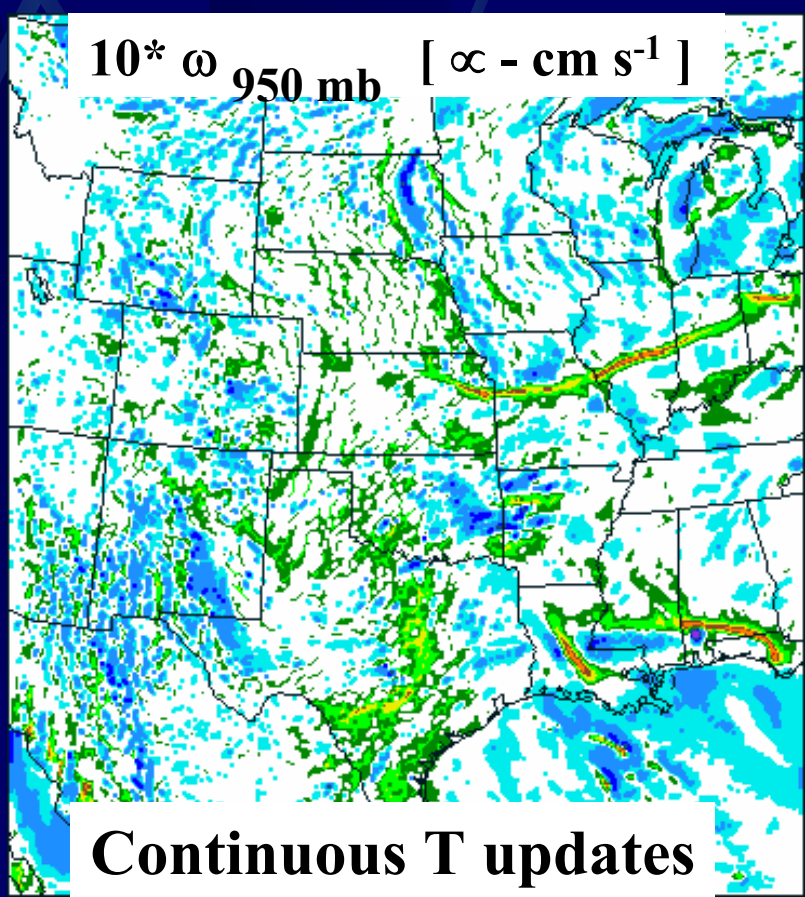 10* ω 950 mb [ ∝ - cm s-1 ]
Continuous T updates